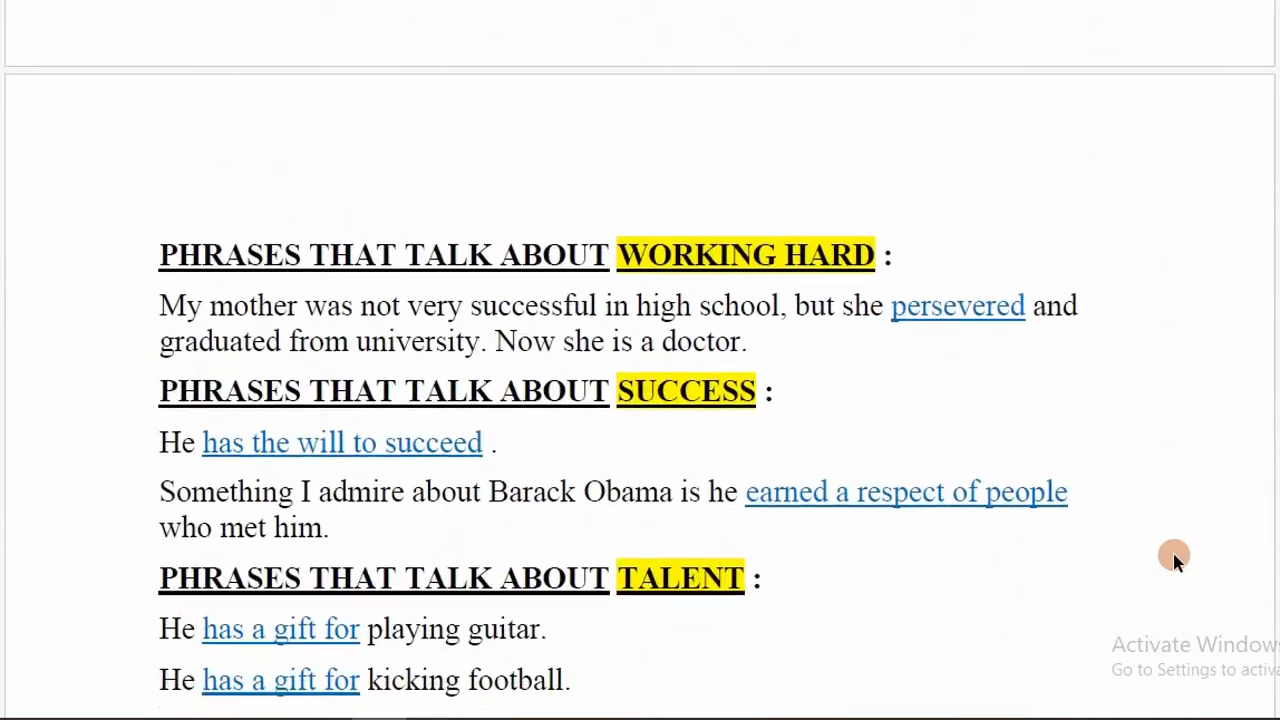 PHRASES THAT TALK ABOUT WORKING HARD :
My mother was not very successful in high school, but she persevered and
graduated from university. Now she is a doctor.
PHRASES THAT TALK ABOUT SUCCESS :
He has the will to succeed .
Something I admire about Barack Obama is he earned a respect of people
who met him.
PHRASES THAT TALK ABOUT TALENT :
He has a gift for playing guitar.
He has a gift for kicking football.
Activate Windows
Go to Settings to activa